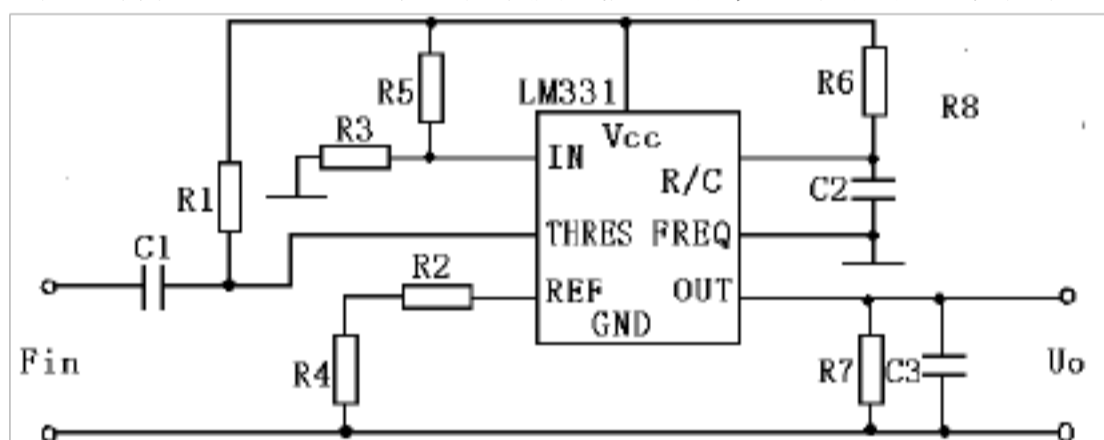 LM331
R5
R6
R8
R3
Vcc
IN
R/C
C2
R1
THRES
FREQ
C1
R2
REF
OUT
GND
Fin
R4
R7
C3
Uo